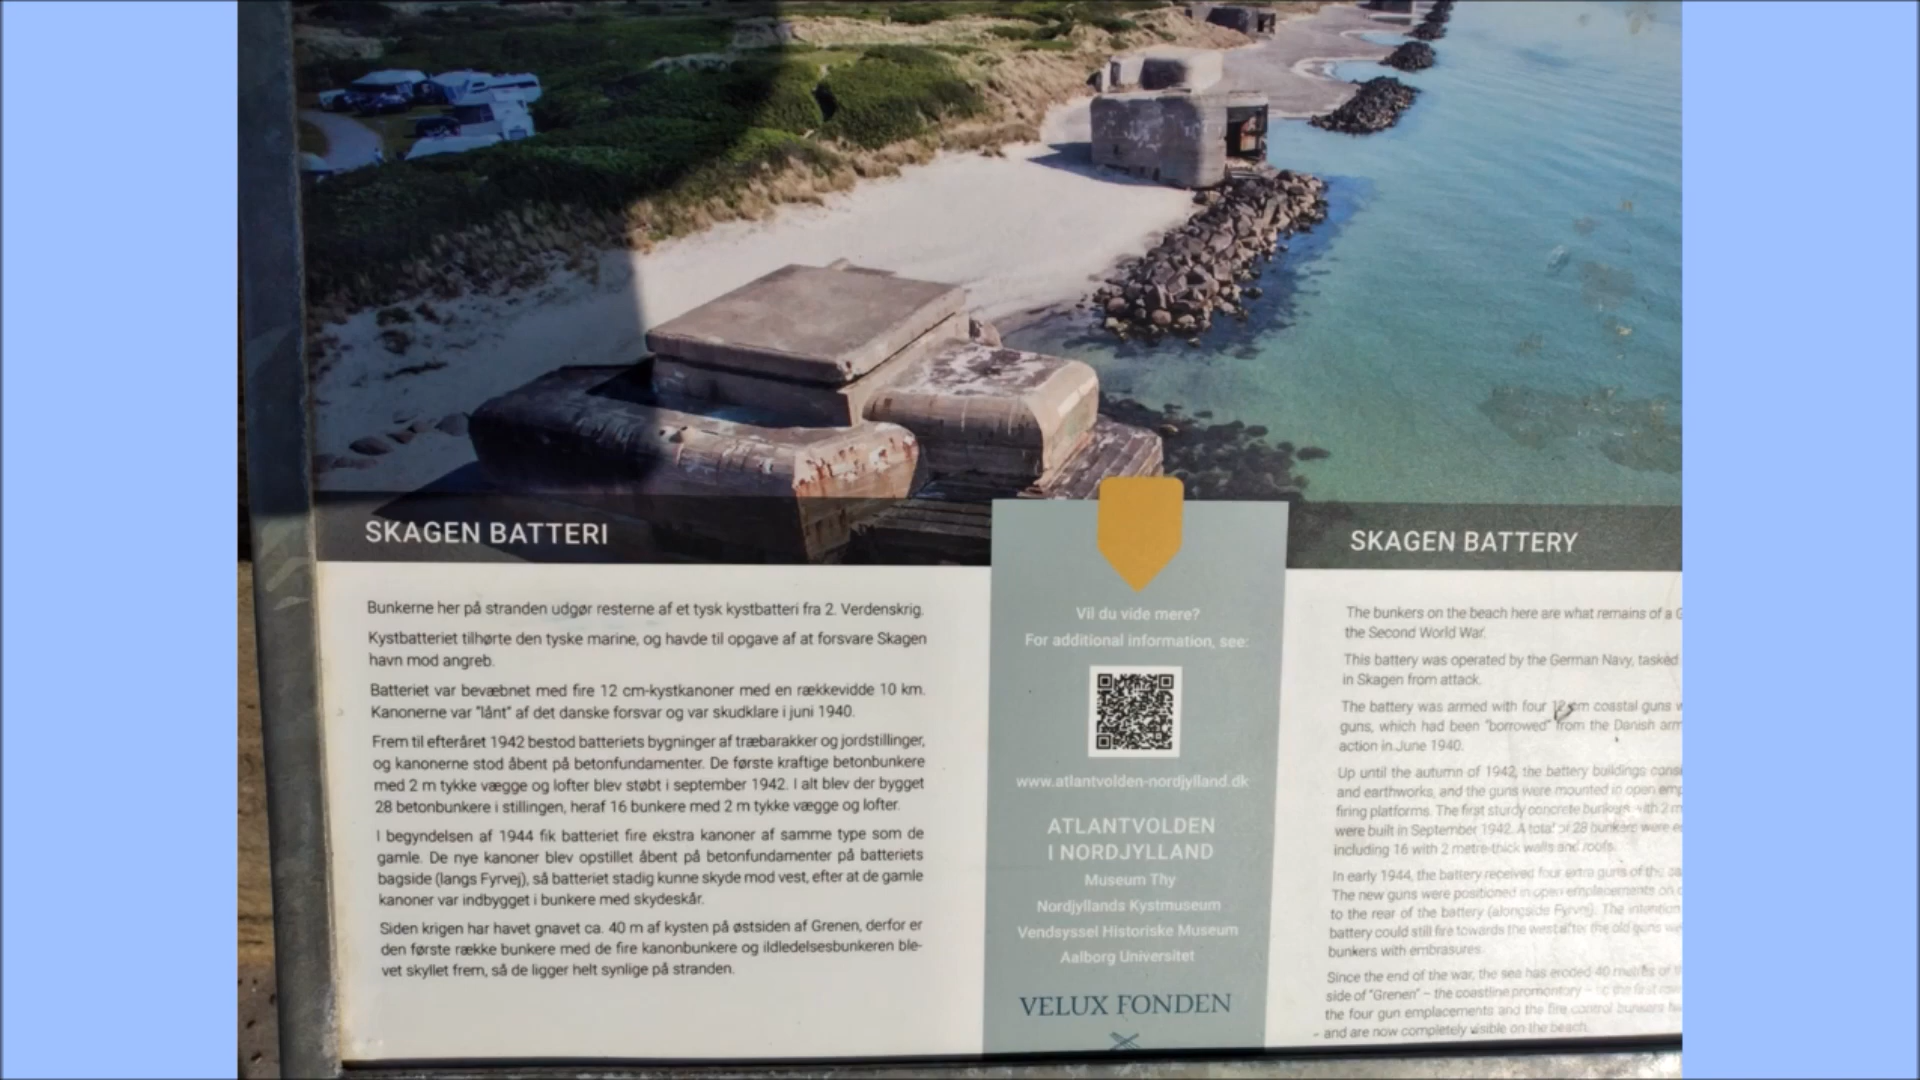 SKAGEN BATTERI
Bunkerne her på stranden udgør resterne af et tysk kystbatteri fra 2. Verdenskrig.
Kystbatteriet tilhørte den tyske marine, og havde til opgave af at forsvare Skagen
havn mod angreb.
Batteriet var bevæbnet med fire 12 cm-kystkanoner med en rækkevidde 10 km.
Kanonerne var "lånt" af det danske forsvar og var skudklare i juni 1940.
Frem til efteråret 1942 bestod batteriets bygninger af træbarakker og jordstillinger,
og kanonerne stod åbent på betonfundamenter. De første kraftige betonbunkere
med 2 m tykke vægge og lofter blev støbt i september 1942. I alt blev der bygget
28 betonbunkere i stillingen, heraf 16 bunkere med 2 m tykke vægge og lofter.
I begyndelsen af 1944 fik batteriet fire ekstra kanoner af samme type som de
gamle. De nye kanoner blev opstillet åbent på betonfundamenter på batteriets
bagside (langs Fyrvej), så batteriet stadig kunne skyde mod vest, efter at de gamle
kanoner var indbygget i bunkere med skydeskår.
Siden krigen har havet gnavet ca. 40 m af kysten på østsiden af Grenen, derfor er
den første række bunkere med de fire kanonbunkere og ildledelsesbunkeren ble-
vet skyllet frem, så de ligger helt synlige på stranden.
Vil du vide mere?
For additional information, see:
www.atlantvolden-nordjylland.dk
ATLANTVOLDEN
I NORDJYLLAND
Museum Thy
Nordjyllands Kystmuseum
Vendsyssel Historiske Museum
Aalborg Universitet
VELUX FONDEN
SKAGEN BATTERY
The bunkers on the beach here are what remains of a
the Second World War.
This battery was operated by the German Navy, tasked
in Skagen from attack.
The battery was armed with four 12 cm coastal guns
guns, which had been "borrowed" from the Danish
action in June 1940.
Up until the autumn of 1942, the battery buildings
and earthworks, and the guns were mounted in open
firing platforms. The first sturdy concrete bunkers with 2
were built in September 1942. A total of 28 bunkers were
including 16 with 2 metre-thick walls and roofs.
In early 1944, the battery received four extra guns of the
The new guns were positioned in open emplacements on
to the rear of the battery (alongside Fyrvej). The intention
battery could still fire towards the west after the old guns
bunkers with embrasures.
Since the end of the war, the sea has eroded 40 metres of
side of "Grenen" – the coastline promontory – the first
the four gun emplacements and the fire control bunkers
– and are now completely visible on the beach.